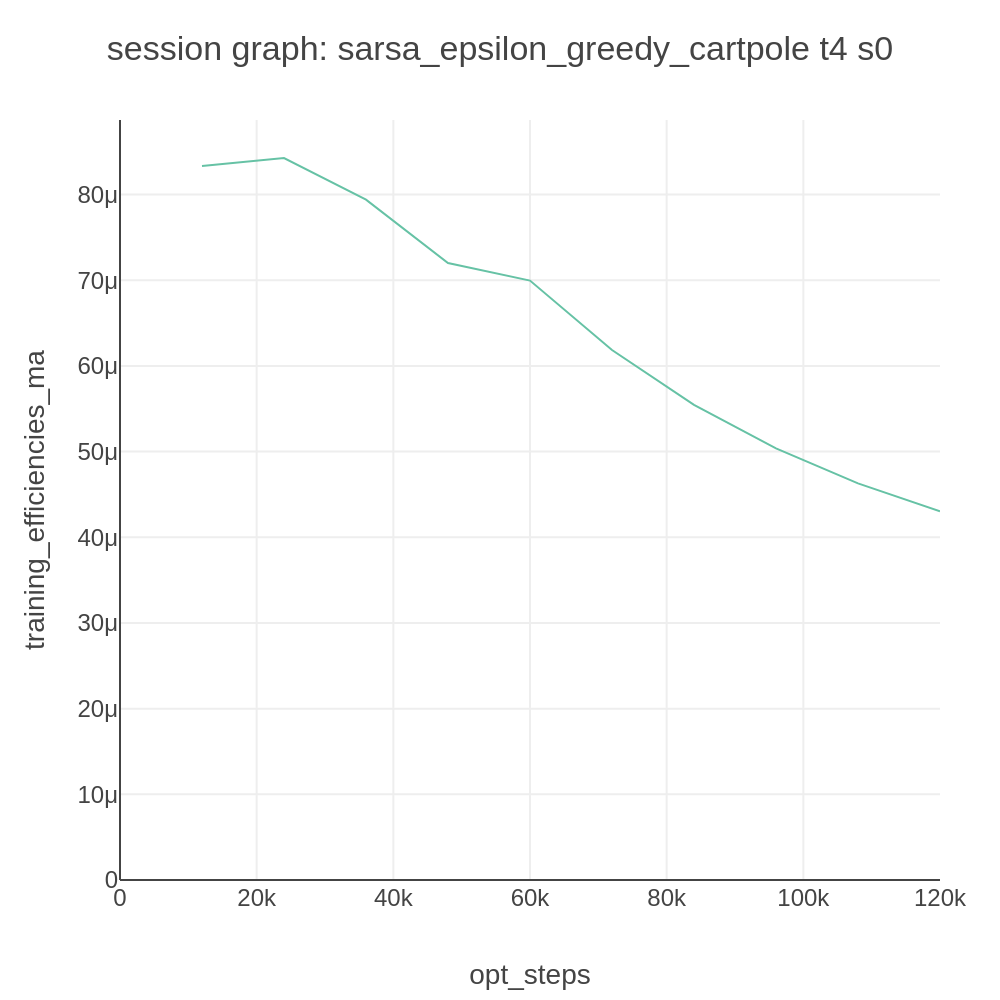 session graph: sarsa_epsilon_greedy_cartpole t4 s0
training_efficiencies_ma
80μ
70μ
60μ
50μ
40μ
30μ
20μ
10μ
0
0 20k 40k 60k 80k 100k 120k
opt_steps